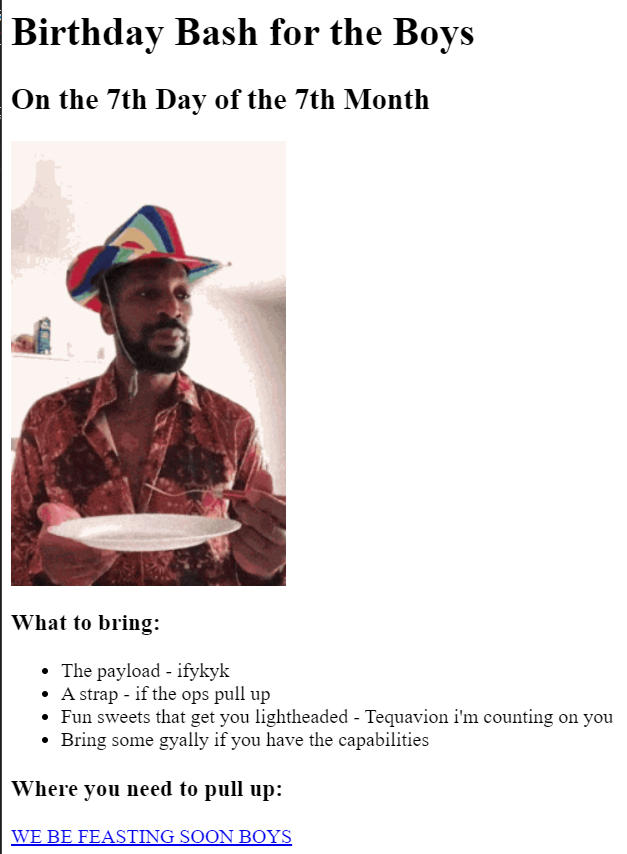 Birthday Bash for the Boys
On the 7th Day of the 7th Month
What to bring:
The payload - ifykyk
A strap - if the ops pull up
Fun sweets that get you lightheaded - Tequavion i'm counting on you
Bring some gyally if you have the capabilities
Where you need to pull up:
WE BE FEASTING SOON BOYS